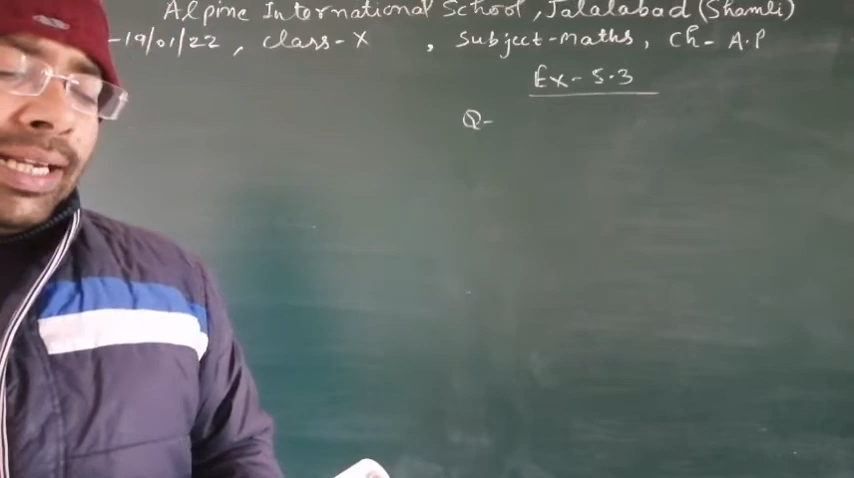 Alpine International School, Jalalabad (Shamli)
-19/01/22, class-X, Subject-Maths, Ch- A.P
Ex-5.3
Q-